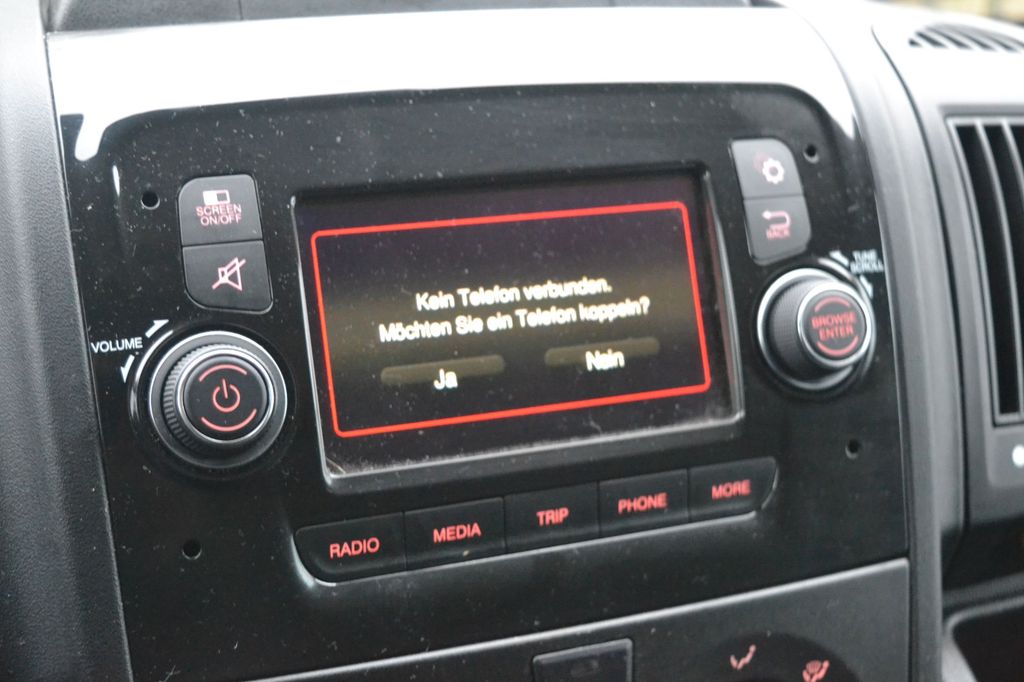 SCREEN
ON/OFF
VOLUME
BACK
TUNE
SCROLL
BROWSE
ENTER
Kein Telefon verbunden.
Möchten Sie ein Telefon koppeln?
Ja
Nein
RADIO
MEDIA
TRIP
PHONE
MORE